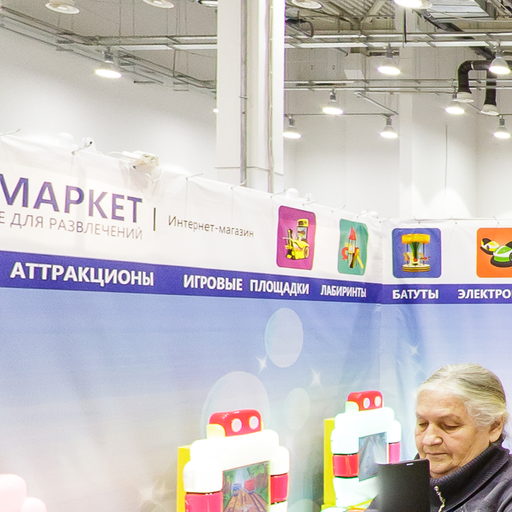 МАРКЕТ
Е ДЛЯ РАЗВЛЕЧЕНИЙ
Интернет-магазин
АТТРАКЦИОНЫ ИГРОВЫЕ ПЛОЩАДКИ ЛАБИРИНТЫ БАТУТЫ ЭЛЕКТРО